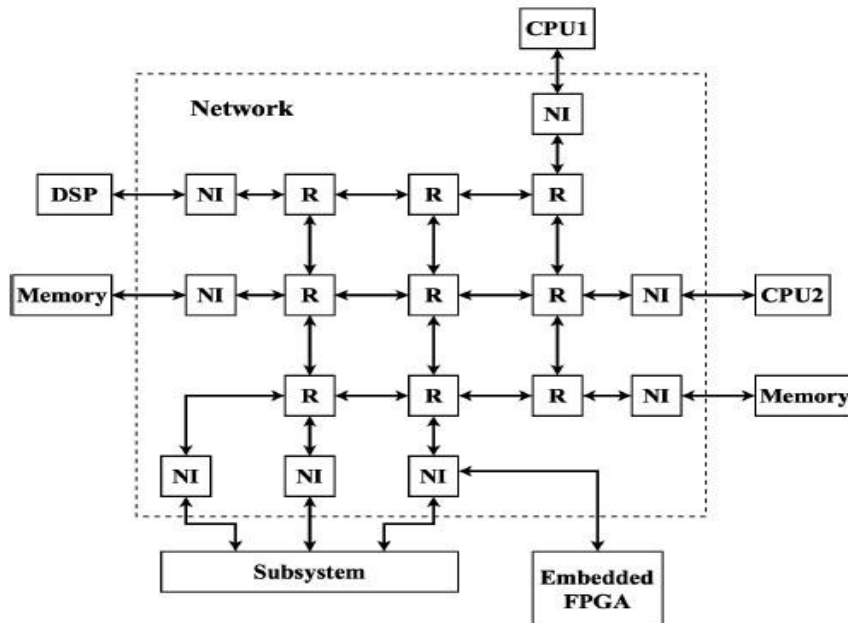 CPU1
Network
NI
DSP
NI
R
R
R
Memory
NI
R
R
R
NI
CPU2
R
R
R
NI
Memory
NI
NI
NI
Subsystem
Embedded
FPGA